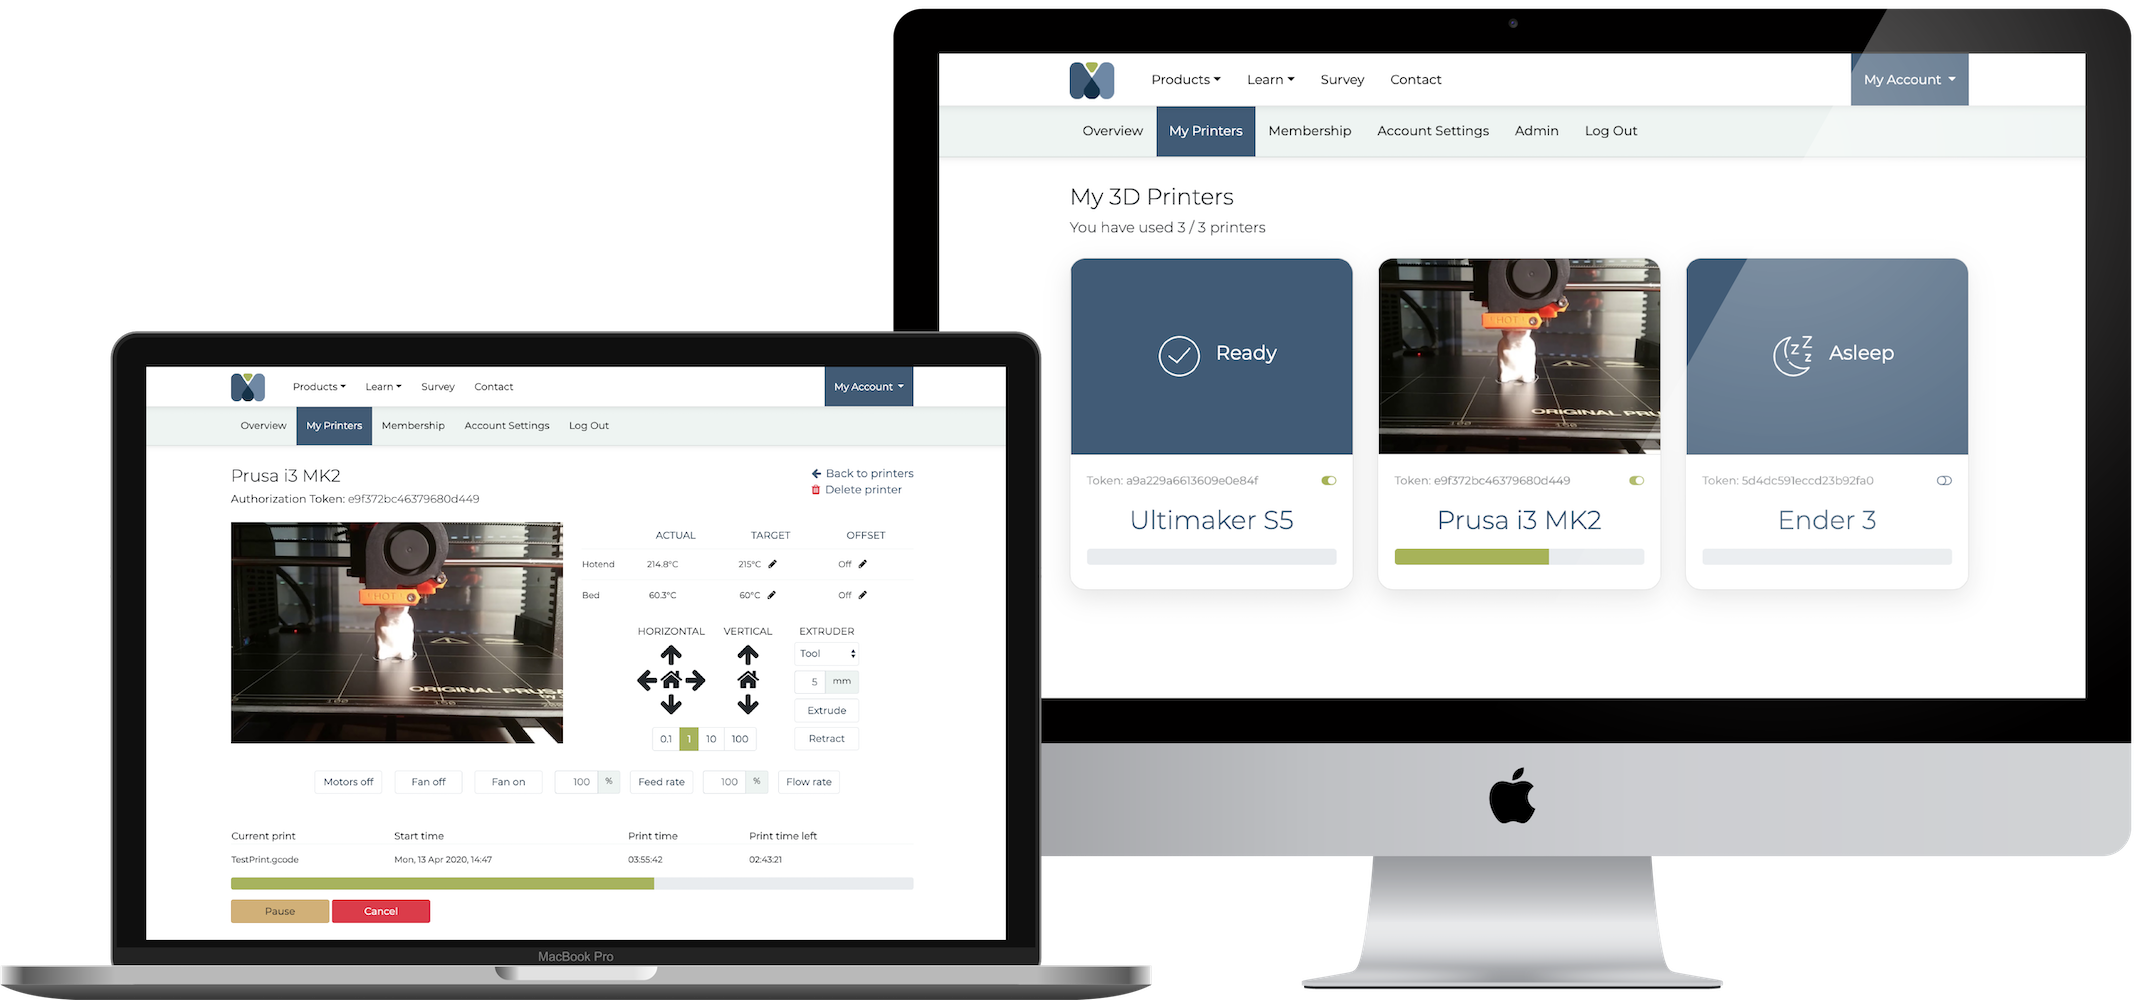 Products Learn Survey Contact My Account
Overview My Printers Membership Account Settings Admin Log Out
My 3D Printers
You have used 3 / 3 printers
Ready
HOT
ORIGINAL PRU
Asleep
Token: a9a229a6613609e0e84f
Token: e9f372bc46379680d449
Token: 5d4dc591eccd23b92fa0
Ultimaker S5
Prusa i3 MK2
Ender 3
Products Learn Survey Contact My Account
Overview My Printers Membership Account Settings Log Out
Prusa i3 MK2
Back to printers
Authorization Token: e9f372bc46379680d449
Delete printer
HOT
ORIGINAL PRUSA
ACTUAL TARGET OFFSET
Hotend 214.8°C 215°C Off
Bed 60.3°C 60°C Off
HORIZONTAL VERTICAL EXTRUDER
Tool
5 mm
Extrude
0.1 1 10 100
Retract
Motors off Fan off Fan on 100 % Feed rate 100 % Flow rate
Current print Start time Print time Print time left
TestPrint.gcode Mon, 13 Apr 2020, 14:47 03:55:42 02:43:21
Pause Cancel
MacBook Pro